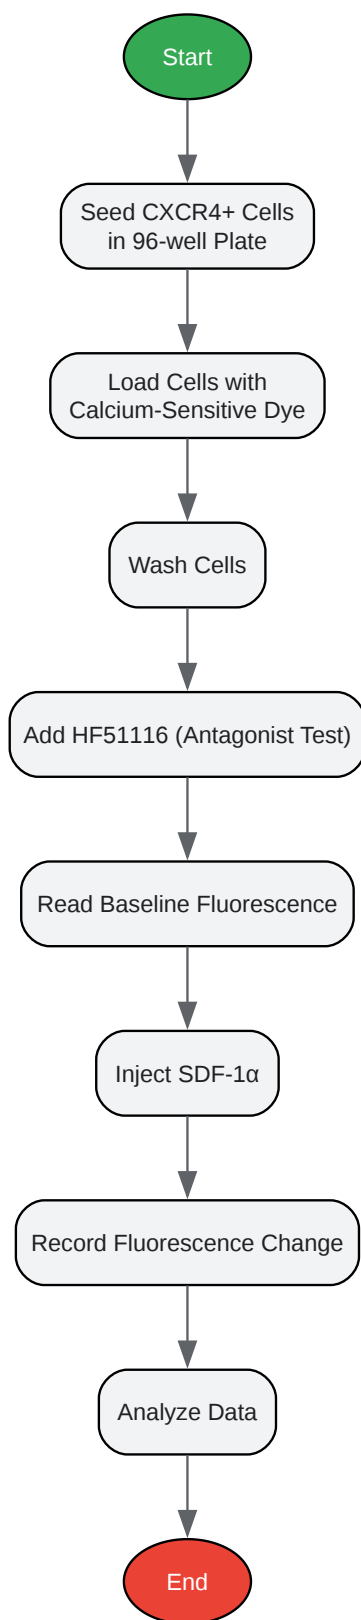 Start
Seed CXCR4+ Cells
in 96-well Plate
Load Cells with
Calcium-Sensitive Dye
Wash Cells
Add HF51116 (Antagonist Test)
Read Baseline Fluorescence
Inject SDF-1α
Record Fluorescence Change
Analyze Data
End